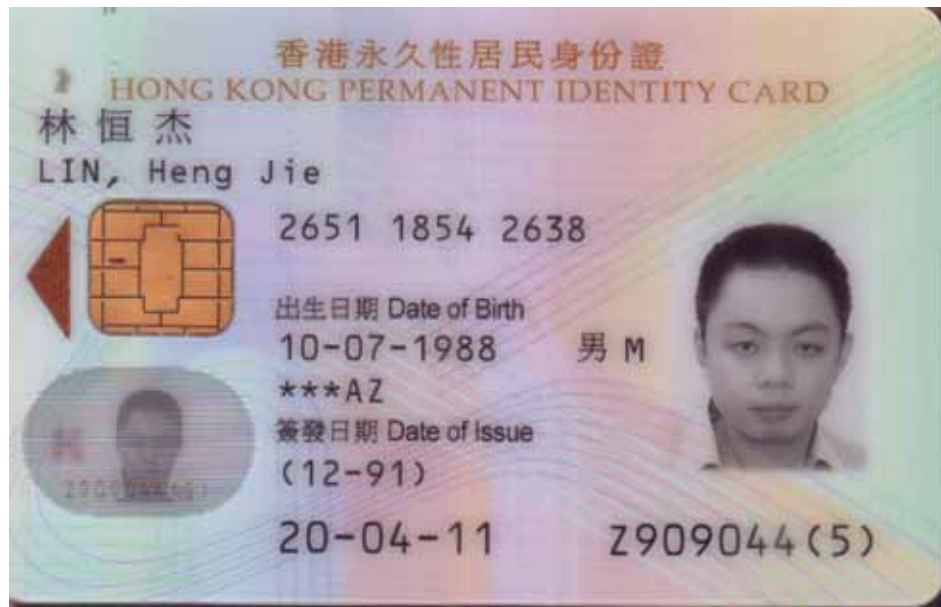 香港永久性居民身份證
HONG KONG PERMANENT IDENTITY CARD
林恒杰
LIN, Heng Jie
2651 1854 2638
出生日期 Date of Birth
10-07-1988 男 M
***AZ
簽發日期 Date of Issue
(12-91)
20-04-11 Z909044(5)